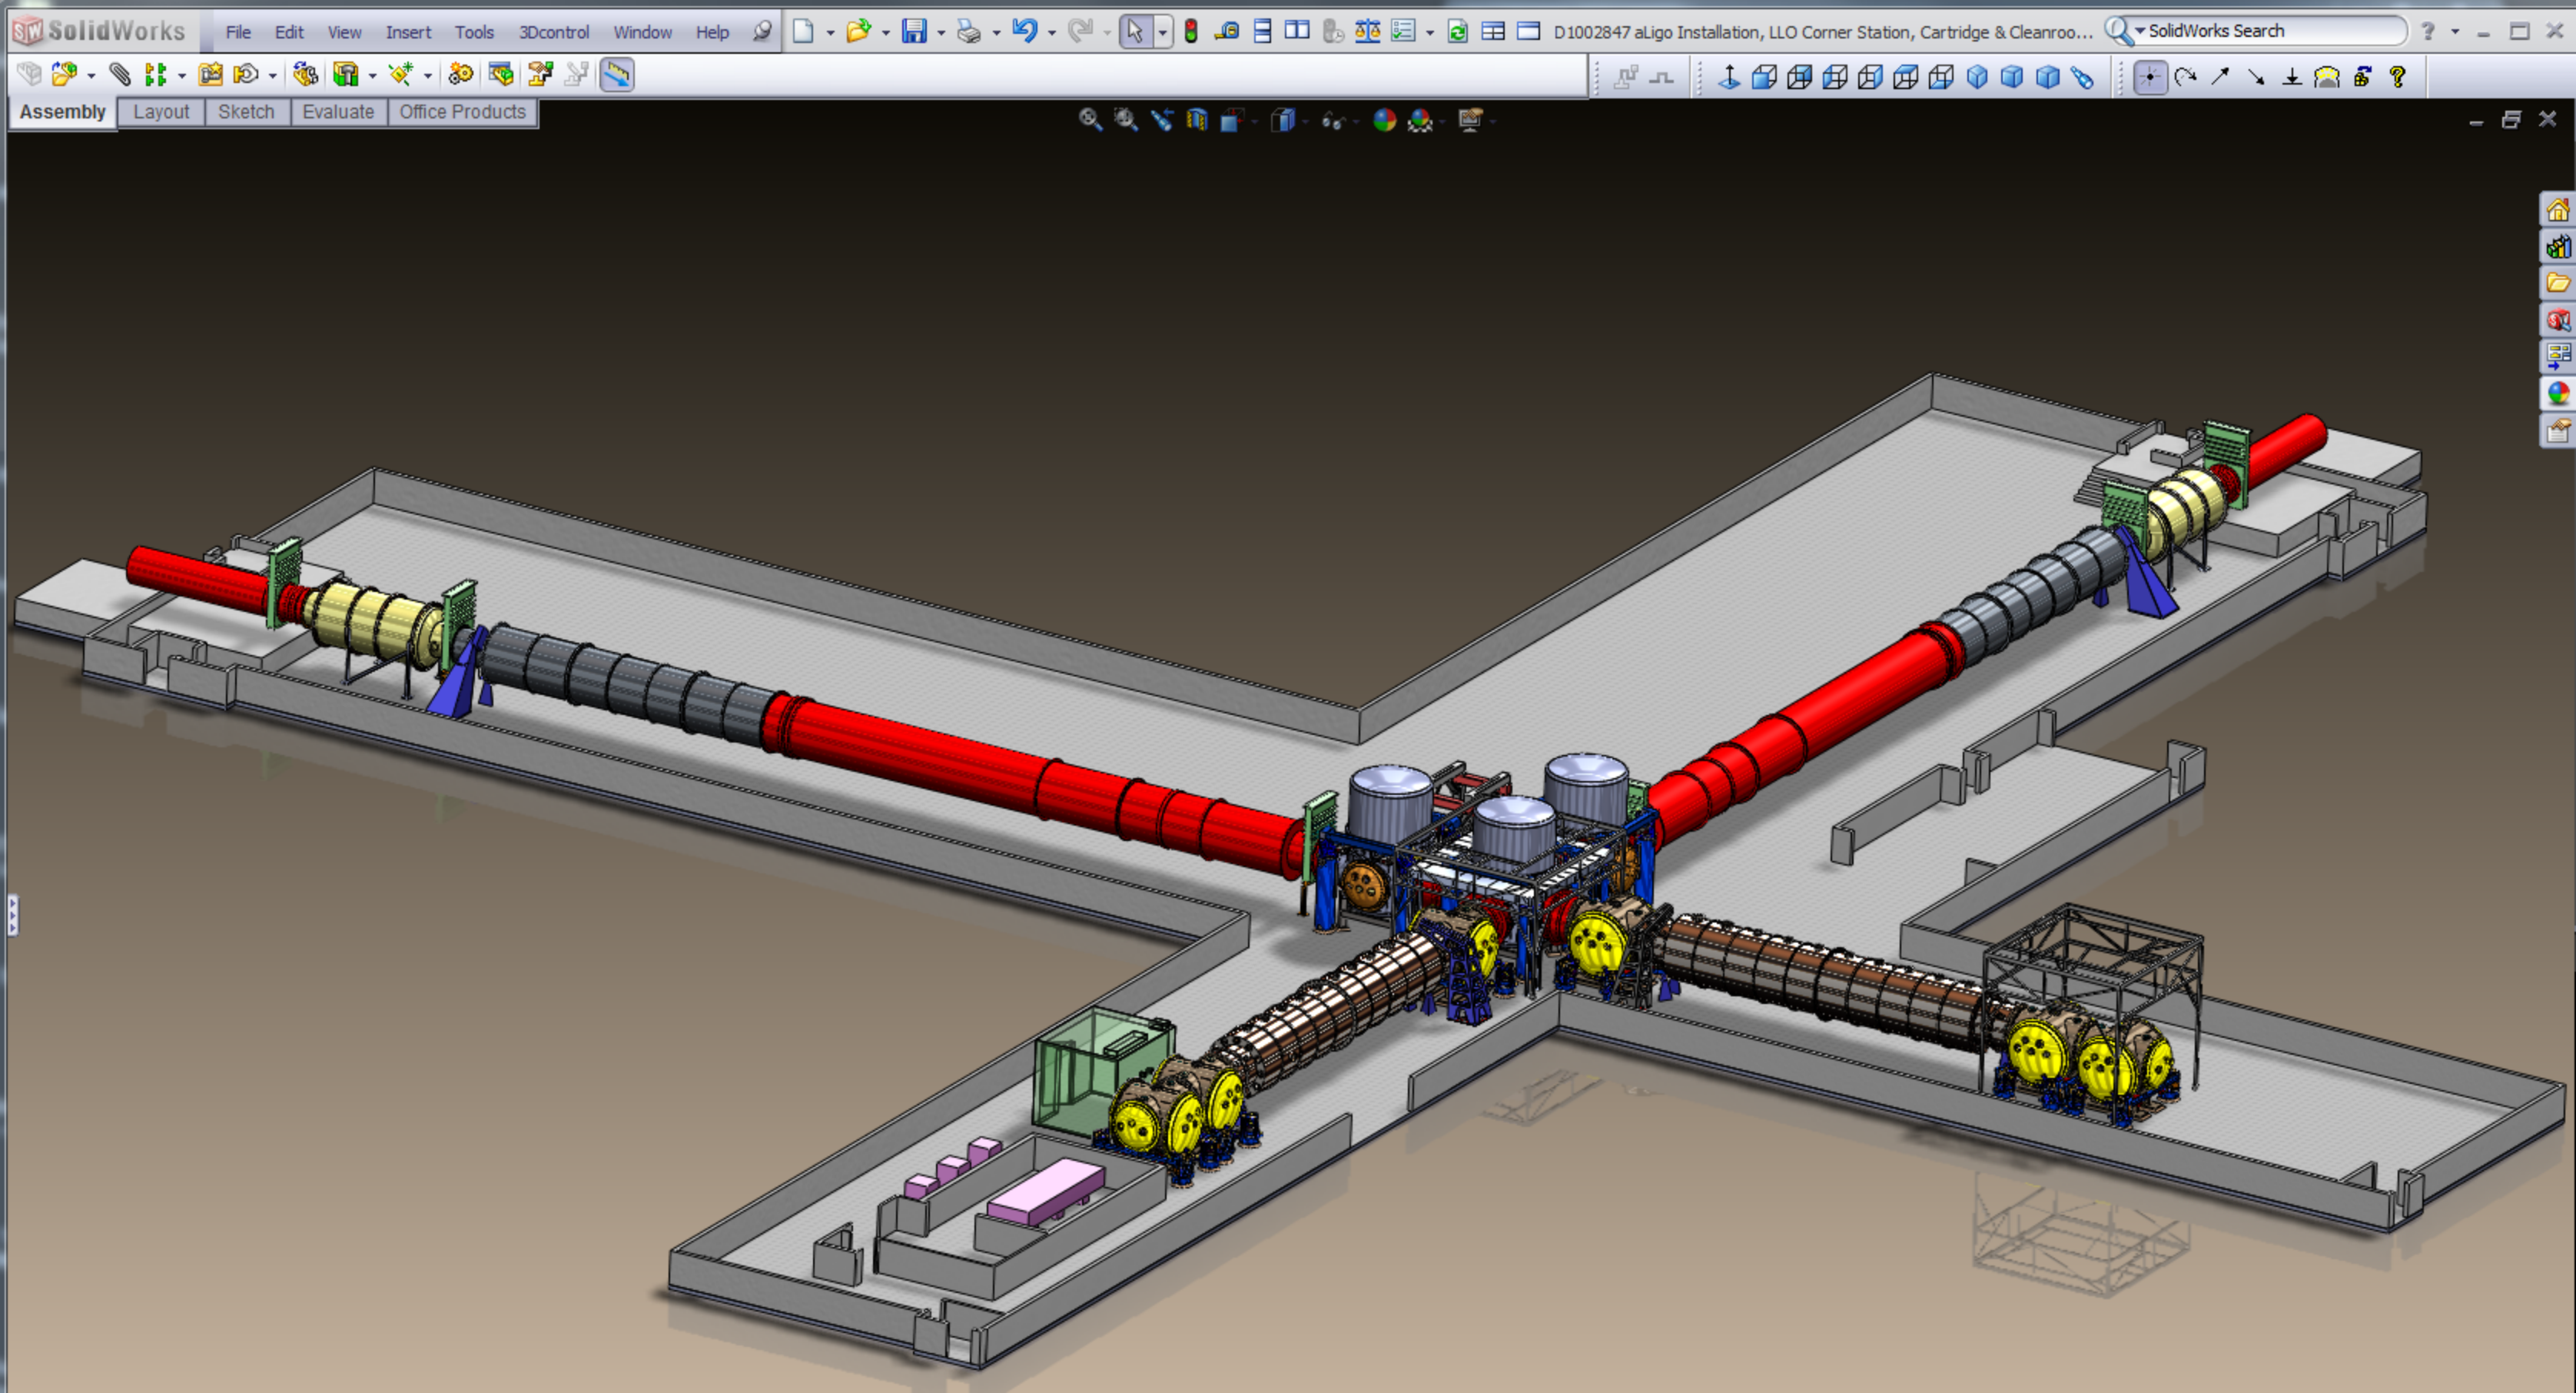 SolidWorks File Edit View Insert Tools 3Dcontrol Window Help D1002847 aLigo Installation, LLO Corner Station, Cartridge & Cleanroo... SolidWorks Search
Assembly Layout Sketch Evaluate Office Products